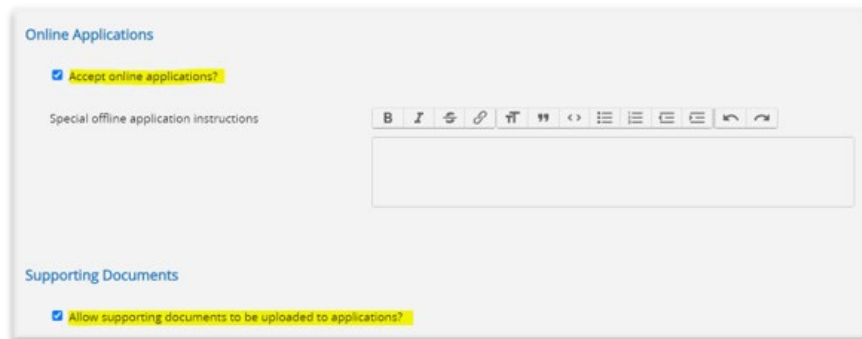 Online Applications
Accept online applications?
Special offline application instructions
B I S T " <>
Supporting Documents
Allow supporting documents to be uploaded to applications?